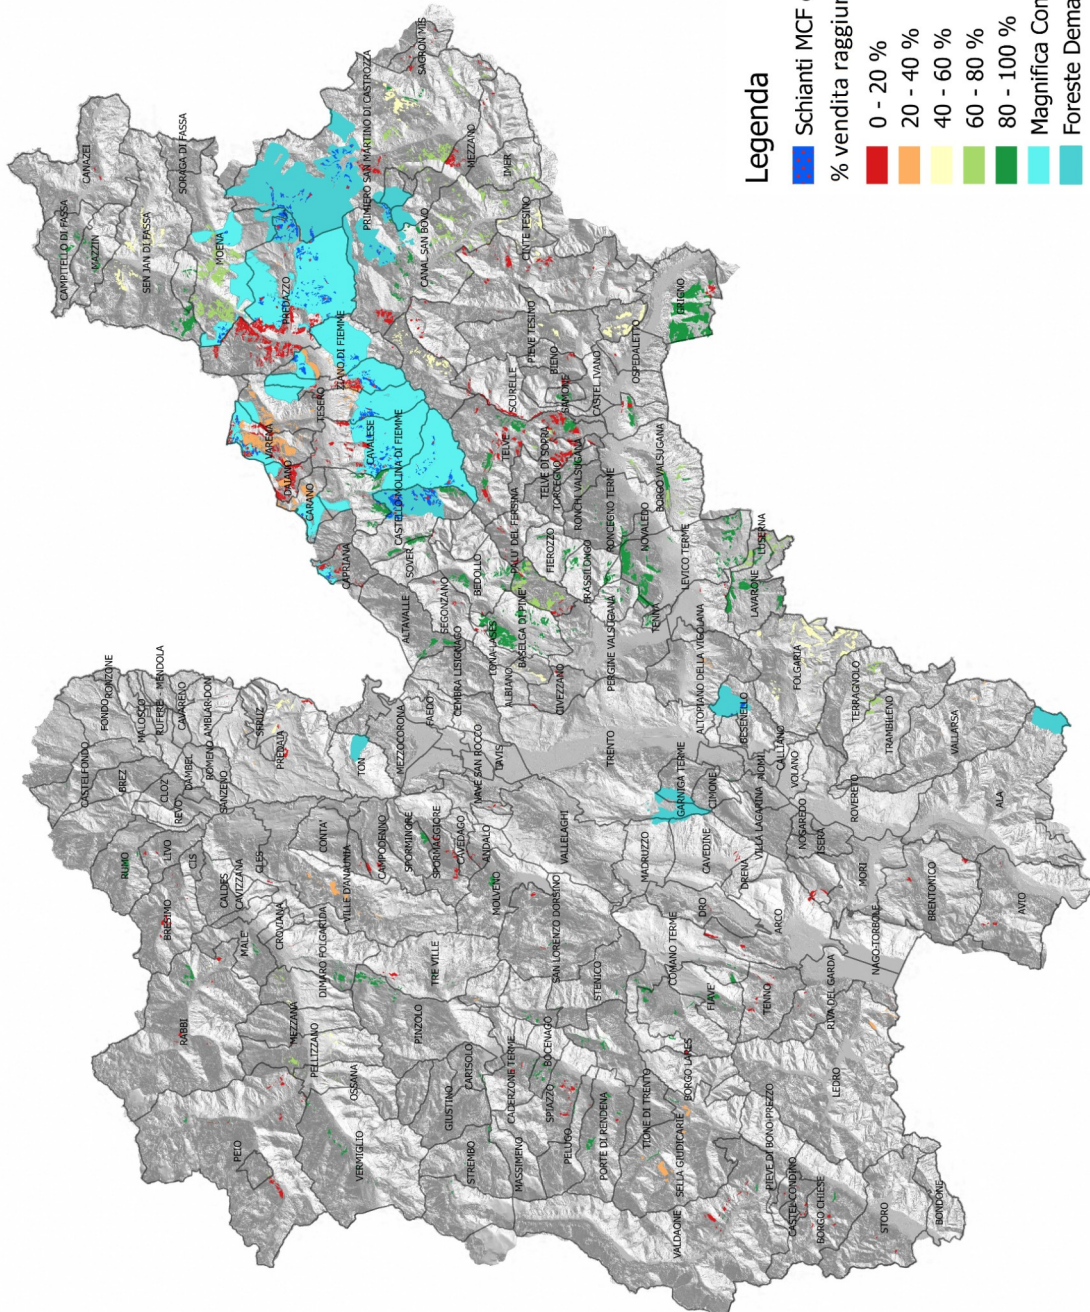 Legenda
Schianti MCF
% vendita raggiun
0 - 20 %
20 - 40 %
40 - 60 %
60 - 80 %
80 - 100 %
Magnifica Com
Foreste Dema
CANAZEI
CAMPITELLO DI FASSA
MAZZIN
SORAGA DI FASSA
SEN JAN DI FASSA
MOENA
PREDAZZO
SAGRON MIS
PRIMIERO SAN MARTINO DI CASTROZZA
MEZZANO
IMER
CANAL SAN BOVO
CINTE TESINO
PIEVE TESINO
GRIGNO
ZIANO DI FIEMME
TESERO
VARENA
DAIANO
CARANO
CAVALESE
CASTELLO-MOLINA DI FIEMME
CAPRIANA
BIENO
SCURELLE
SAMONE
CASTEL IVANO
OSPEDALETTO
TELVE
TELVE DI SOPRA
TORCEGNO
RONCHI VALSUGANA
BORGO VALSUGANA
RONCEGNO TERME
NOVALEDO
PALU' DEL FERSINA
FIEROZZO
FRASSILONGO
SOVER
BEDOLLO
SEGONZANO
ALTAVALLE
LONA-LASES
BASELGA DI PINE'
CEMBRA LISIGNAGO
ALBIANO
CIVEZZANO
PERGINE VALSUGANA
TENNA
LEVICO TERME
LUSERNA
LAVARONE
ALTOPIANO DELLA VIGOLANA
FOLGARIA
BESENELLO
CALLIANO
TERRAGNOLO
TRAMBILENO
VALLARSA
FAEDO
MEZZOCORONA
NAVE SAN ROCCO
LAVIS
TRENTO
FONDO
RONZONE
MALOSCO
RUFFRE'- MENDOLA
CAVARENO
AMBLAR-DON
ROMENO
SFRUZ
CASTELFONDO
BREZ
CLOZ
REVO'
DAMBEL
SANZENO
PREDAIA
TON
RUMO
LIVO
CIS
BRESIMO
CALDES
CAVIZZANA
CLES
CONTA'
VILLE D'ANAUNIA
CAMPODENNO
SPORMINORE
SPORMAGGIORE
CAVEDAGO
ANDALO
MOLVENO
VALLELAGHI
GARNIGA TERME
CIMONE
MADRUZZO
CAVEDINE
DRENA
VILLA LAGARINA
NOMI
VOLANO
NOGAREDO
ISERA
ROVERETO
MORI
ALA
BRENTONICO
AVIO
RABBI
MALE'
CROVIANA
DIMARO FOLGARIDA
MEZZANA
PELLIZZANO
OSSANA
PEIO
VERMIGLIO
TRE VILLE
PINZOLO
CARISOLO
GIUSTINO
STREMBO
CADERZONE TERME
MASSIMENO
BOCENAGO
SPIAZZO
PELUGO
PORTE DI RENDENA
SAN LORENZO DORSINO
STENICO
COMANO TERME
DRO
ARCO
FIAVE'
TENNO
RIVA DEL GARDA
NAGO-TORBOLE
TIONE DI TRENTO
BORGO LARES
SELLA GIUDICARIE
VALDAONE
PIEVE DI BONO-PREZZO
CASTEL CONDINO
BORGO CHIESE
LEDRO
STORO
BONDONE